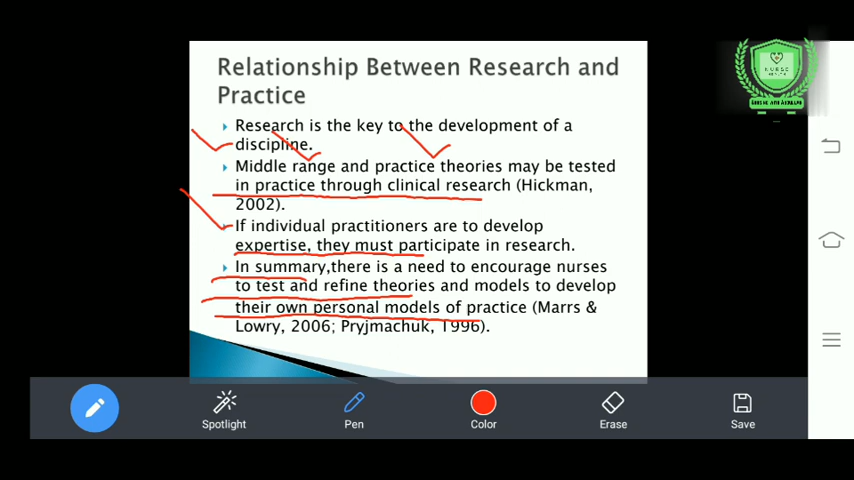 Relationship Between Research and
Practice
Research is the key to the development of a
discipline.
Middle range and practice theories may be tested
in practice through clinical research (Hickman,
2002).
If individual practitioners are to develop
expertise, they must participate in research.
In summary,there is a need to encourage nurses
to test and refine theories and models to develop
their own personal models of practice (Marrs &
Lowry, 2006; Pryjmachuk, 1996).
NURSE
Spotlight
Pen
Color
Erase
Save